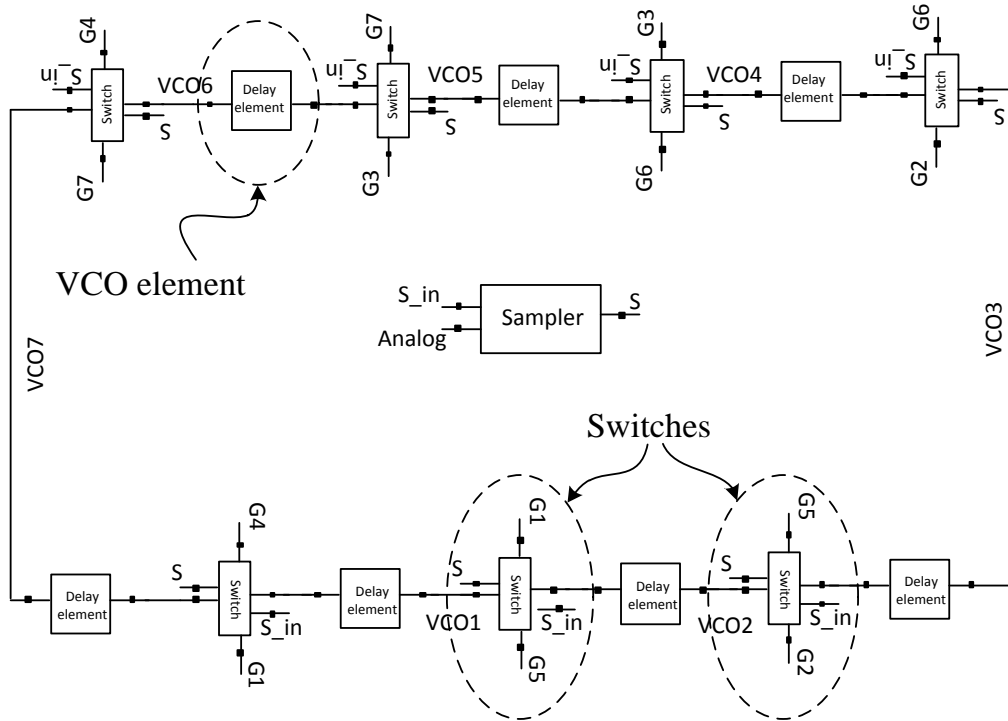 G4
S_in
VCO6
Switch
S
G7
Delay
element
G7
S_in
VCO5
Switch
S
G3
Delay
element
G3
S_in
VCO4
Switch
S
G6
Delay
element
G6
S_in
Switch
S
G2
VCO element
S_in
Analog
Sampler
S
VCO7
VCO3
Switches
Delay
element
G4
S
Switch
S_in
G1
Delay
element
VCO1
G1
S
Switch
S_in
G5
Delay
element
VCO2
G5
S
Switch
S_in
G2
Delay
element